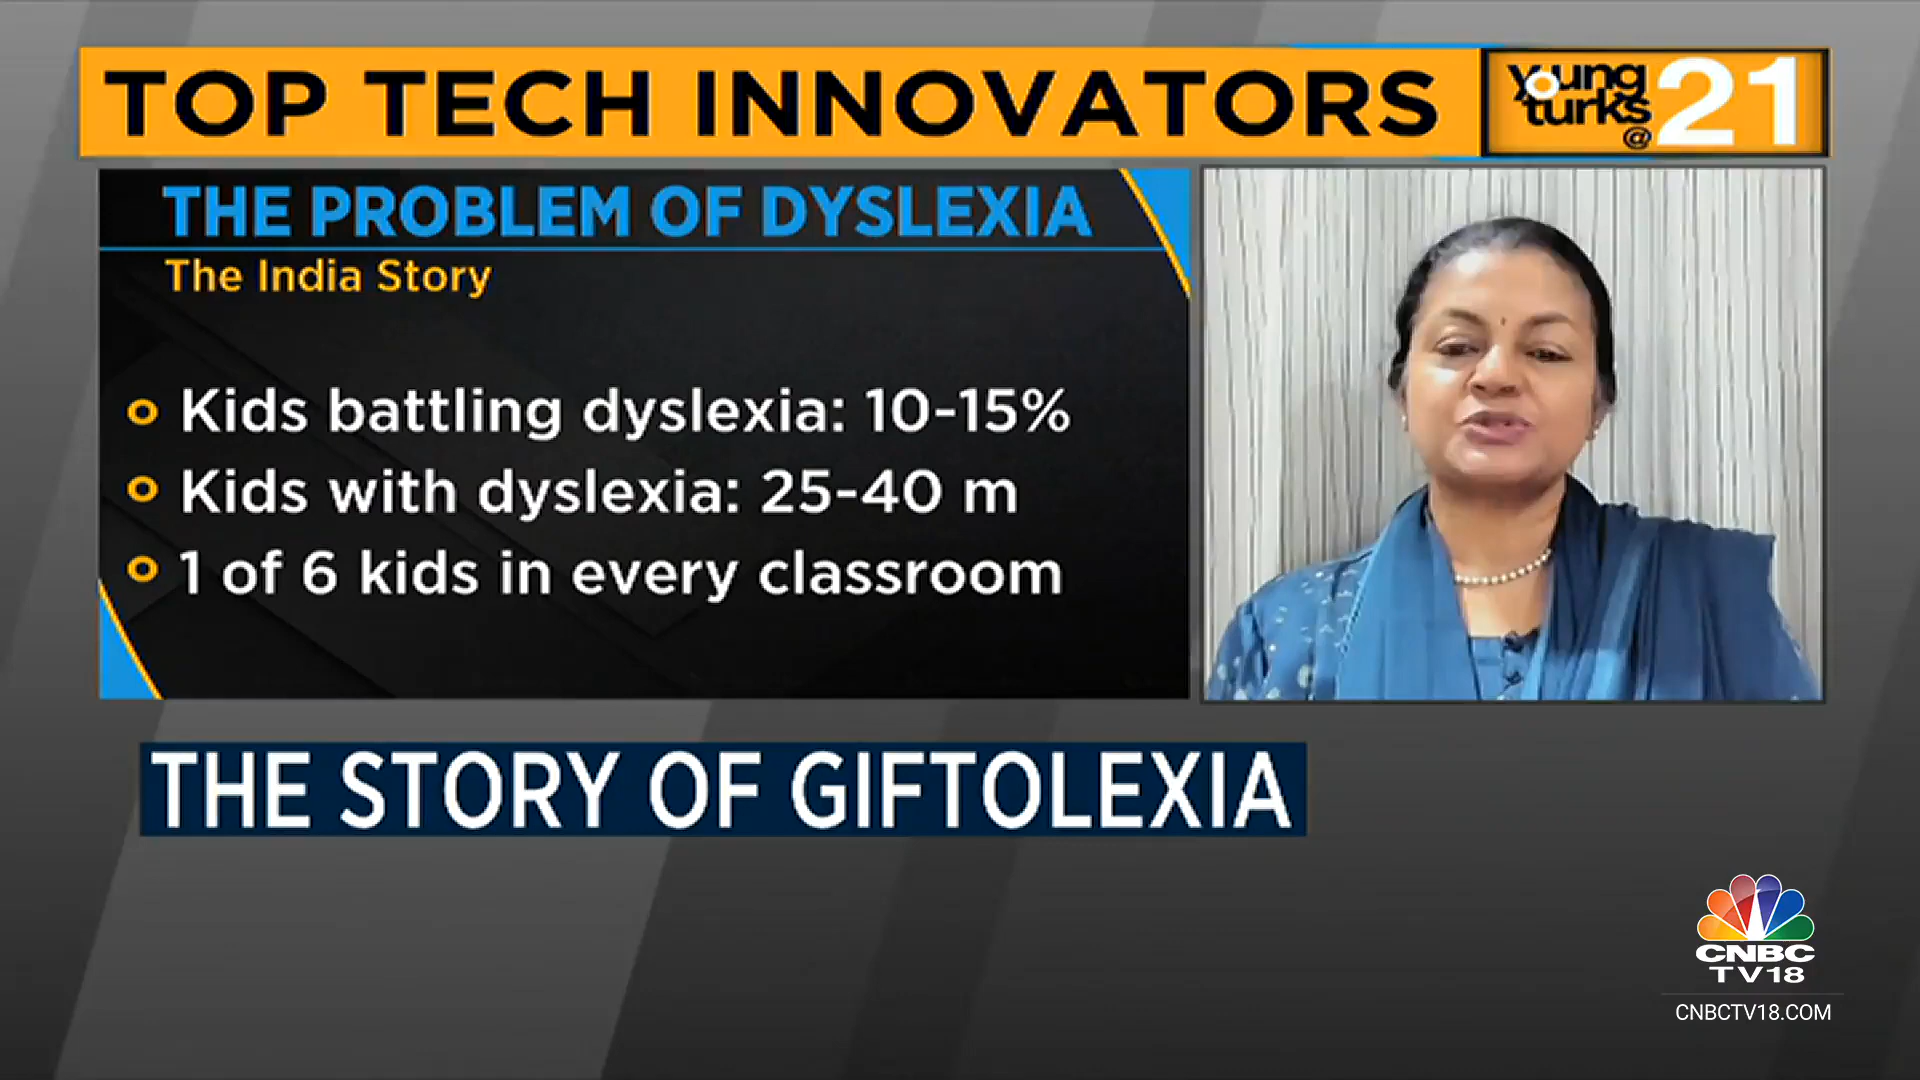 TOP TECH INNOVATORS
young
turks
@
21
THE PROBLEM OF DYSLEXIA
The India Story
Kids battling dyslexia: 10-15%
Kids with dyslexia: 25-40 m
1 of 6 kids in every classroom
THE STORY OF GIFTOLEXIA
CNBC
TV18
CNBCTV18.COM